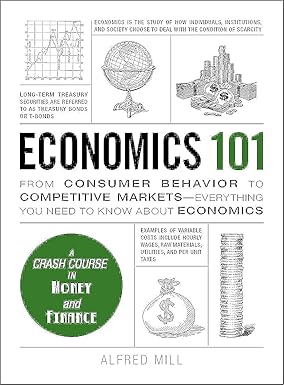 ECONOMICS IS THE STUDY OF HOW INDIVIDUALS, INSTITUTIONS,
AND SOCIETY CHOOSE TO DEAL WITH THE CONDITION OF SCARCITY
LONG-TERM TREASURY
SECURITIES ARE REFERRED
TO AS TREASURY BONDS
OR T-BONDS
ECONOMICS 101
FROM CONSUMER BEHAVIOR TO
COMPETITIVE MARKETS—EVERYTHING
YOU NEED TO KNOW ABOUT ECONOMICS
A
CRASH COURSE
IN
MONEY
and
FINANCE
EXAMPLES OF VARIABLE
COSTS INCLUDE HOURLY
WAGES, RAW MATERIALS,
UTILITIES, AND PER UNIT
TAXES
$
ALFRED MILL